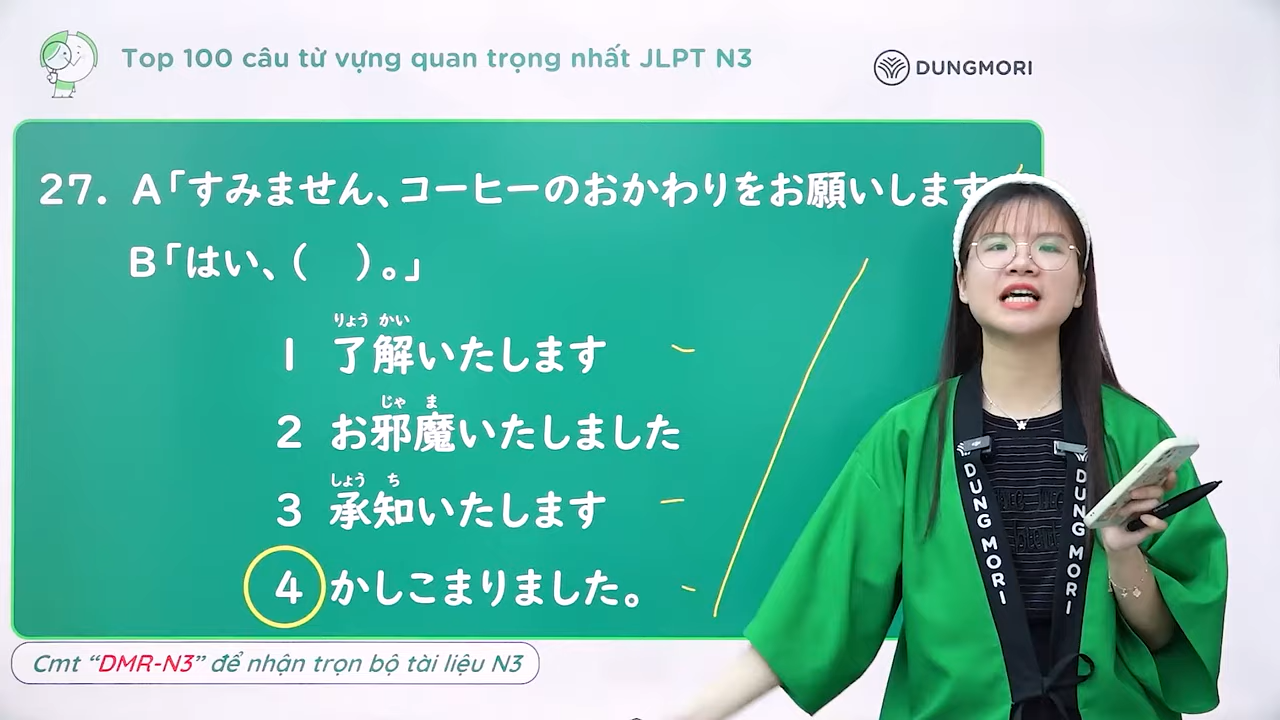 Top 100 câu từ vựng quan trọng nhất JLPT N3
DUNGMORI
27. A「すみません、コーヒーのおかわりをお願いします
B「はい、(　)。」
りょう かい
1 了解いたします
じゃ ま
2 お邪魔いたしました
しょう ち
3 承知いたします
4 かしこまりました。
Cmt “DMR-N3” để nhận trọn bộ tài liệu N3
DUNG MORI
DUNG MORI